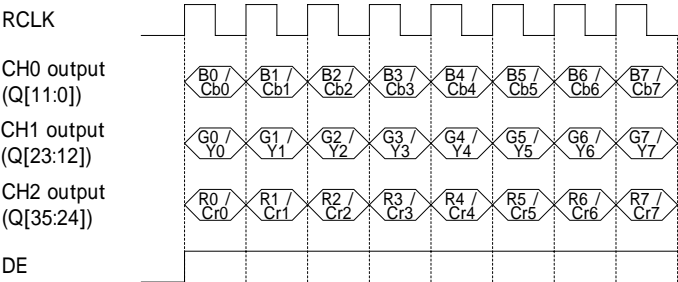 RCLK
CH0 output
(Q[11:0])
B0 / B1 / B2 / B3 / B4 / B5 / B6 / B7 /
Cb0 Cb1 Cb2 Cb3 Cb4 Cb5 Cb6 Cb7
CH1 output
(Q[23:12])
G0 / G1 / G2 / G3 / G4 / G5 / G6 / G7 /
Y0 Y1 Y2 Y3 Y4 Y5 Y6 Y7
CH2 output
(Q[35:24])
R0 / R1 / R2 / R3 / R4 / R5 / R6 / R7 /
Cr0 Cr1 Cr2 Cr3 Cr4 Cr5 Cr6 Cr7
DE